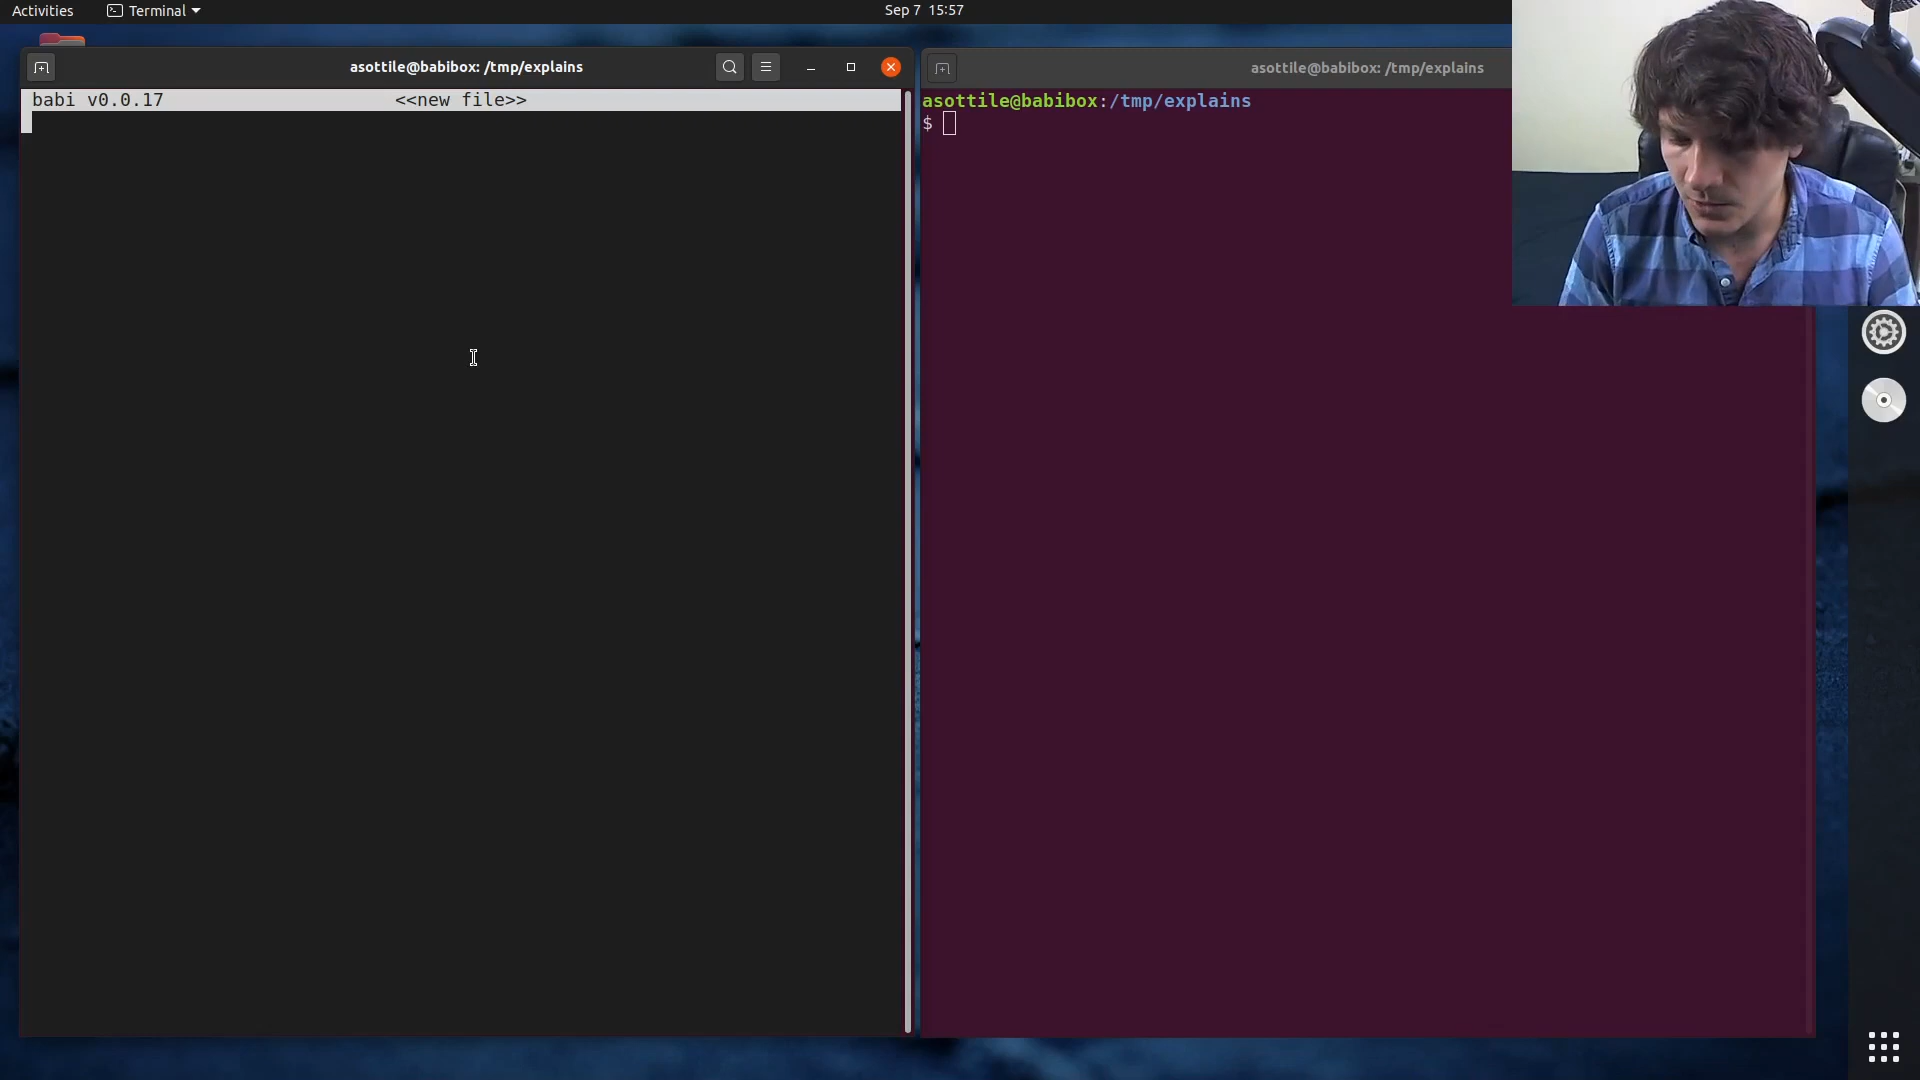 Activities Terminal Sep 7 15:57
asottile@babibox: /tmp/explains
babi v0.0.17 <<new file>>
asottile@babibox: /tmp/explains
asottile@babibox:/tmp/explains
$